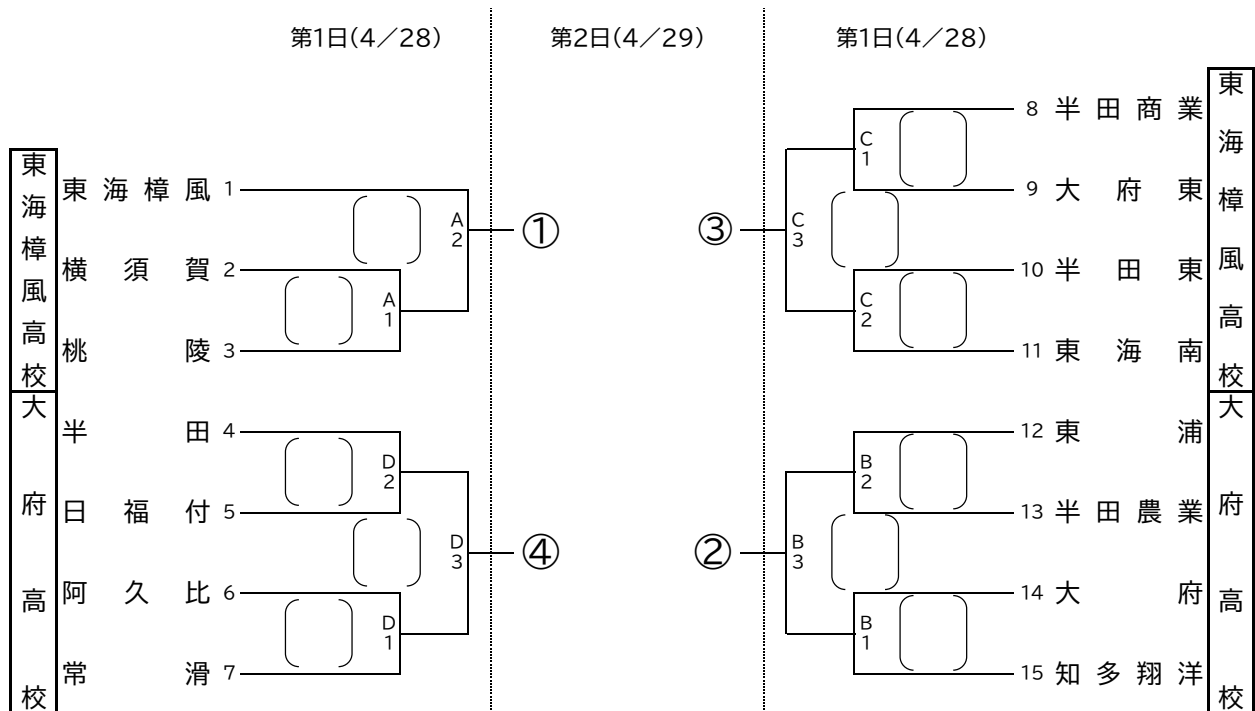 第1日(4／28)
第2日(4／29)
第1日(4／28)
東海樟風高校
東海樟風 1
横須賀 2
桃陵 3
A1
A2
①
大府高校
半田 4
日福付 5
阿久比 6
常滑 7
D2
D1
D3
④
東海樟風高校
8 半田商業
9 大府東
10 半田東
11 東海南
C1
C2
C3
③
大府高校
12 東浦
13 半田農業
14 大府
15 知多翔洋
B2
B1
B3
②